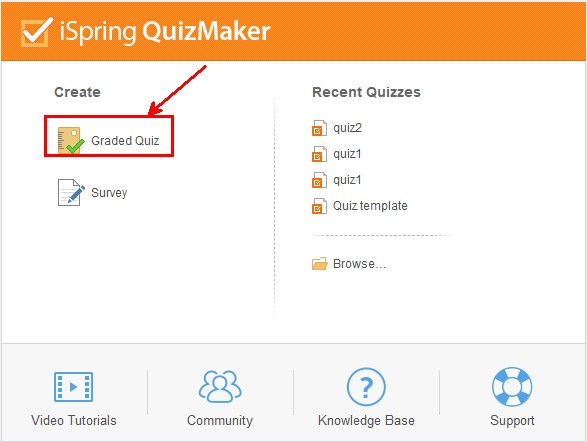 iSpring QuizMaker
Create
Graded Quiz
Survey
Recent Quizzes
quiz2
quiz1
quiz1
Quiz template
Browse...
Video Tutorials
Community
Knowledge Base
Support